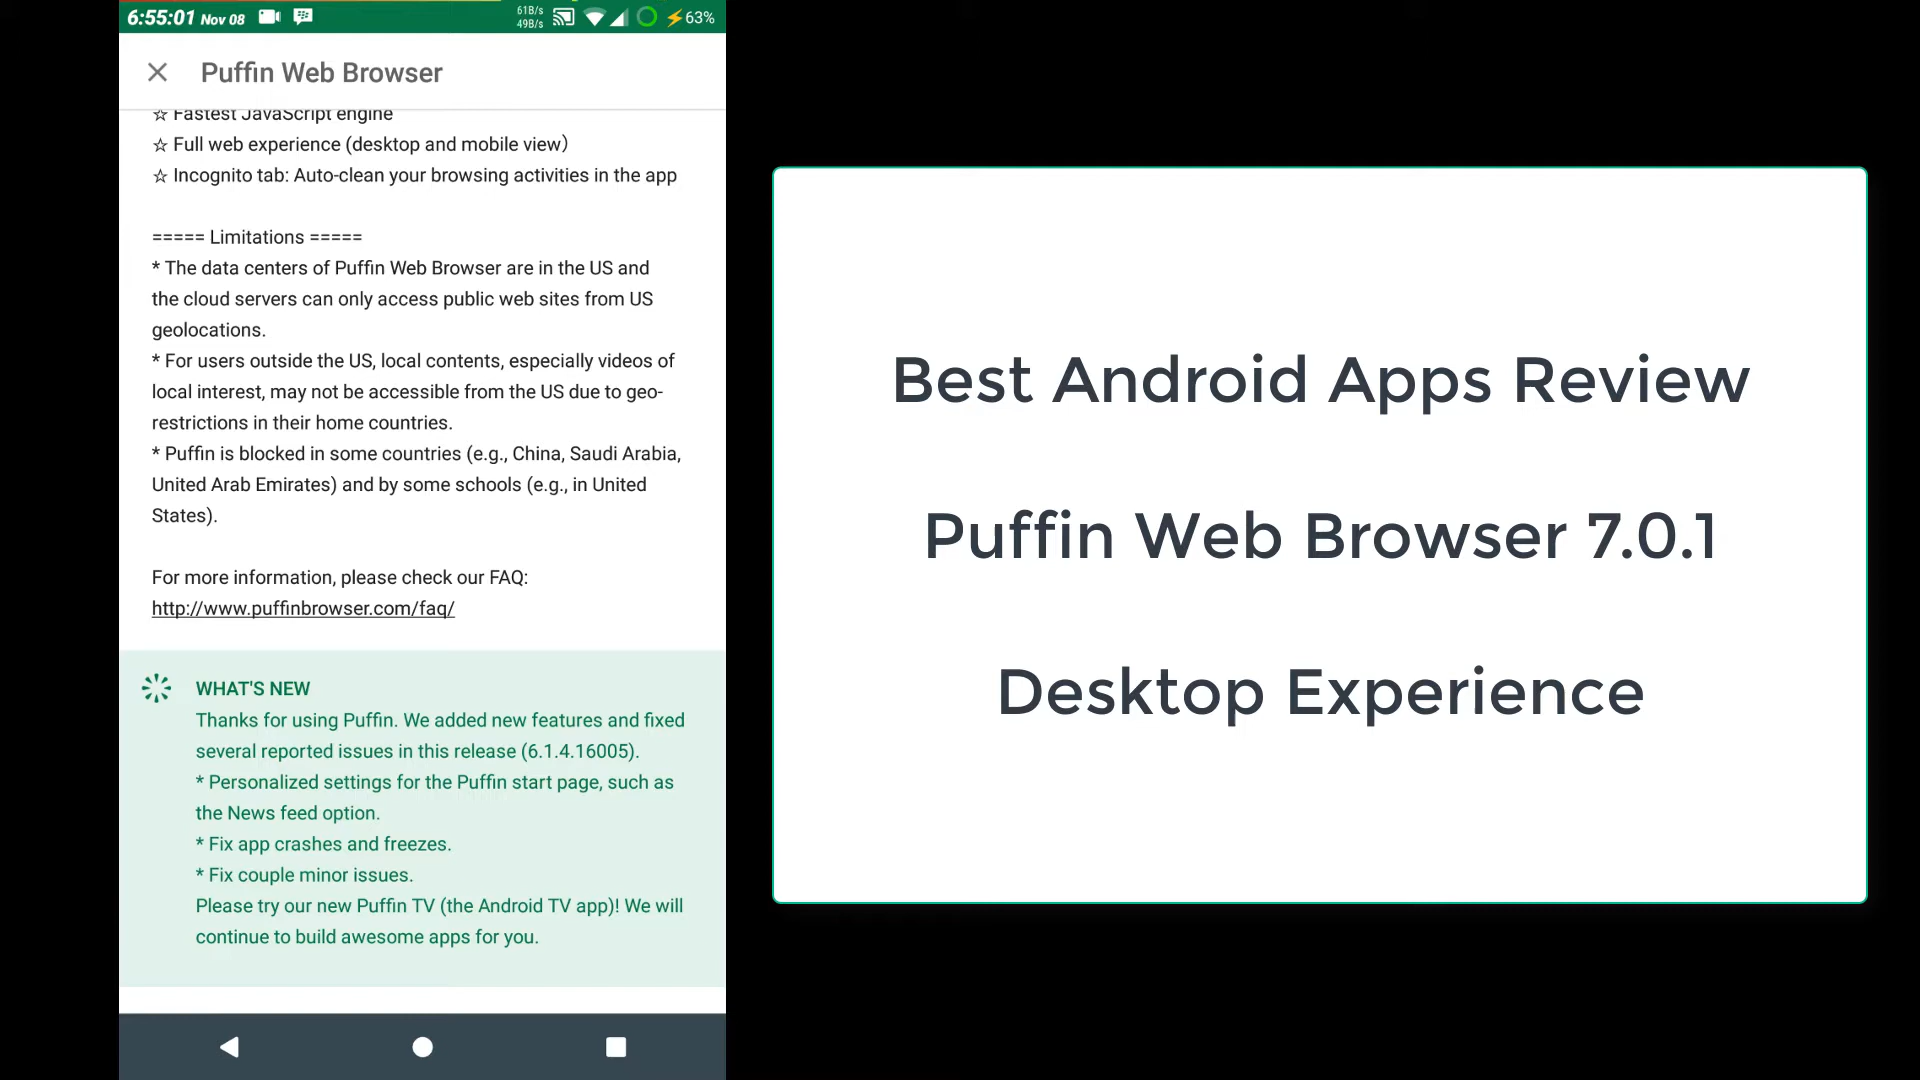 6:55:01 Nov 08
61B/s
49B/s
63%
Puffin Web Browser
☆ Fastest JavaScript engine
☆ Full web experience (desktop and mobile view）
☆ Incognito tab: Auto-clean your browsing activities in the app
===== Limitations =====
* The data centers of Puffin Web Browser are in the US and
the cloud servers can only access public web sites from US
geolocations.
* For users outside the US, local contents, especially videos of
local interest, may not be accessible from the US due to geo-
restrictions in their home countries.
* Puffin is blocked in some countries (e.g., China, Saudi Arabia,
United Arab Emirates) and by some schools (e.g., in United
States).
For more information, please check our FAQ:
http://www.puffinbrowser.com/faq/
WHAT'S NEW
Thanks for using Puffin. We added new features and fixed
several reported issues in this release (6.1.4.16005).
* Personalized settings for the Puffin start page, such as
the News feed option.
* Fix app crashes and freezes.
* Fix couple minor issues.
Please try our new Puffin TV (the Android TV app)! We will
continue to build awesome apps for you.
Best Android Apps Review
Puffin Web Browser 7.0.1
Desktop Experience